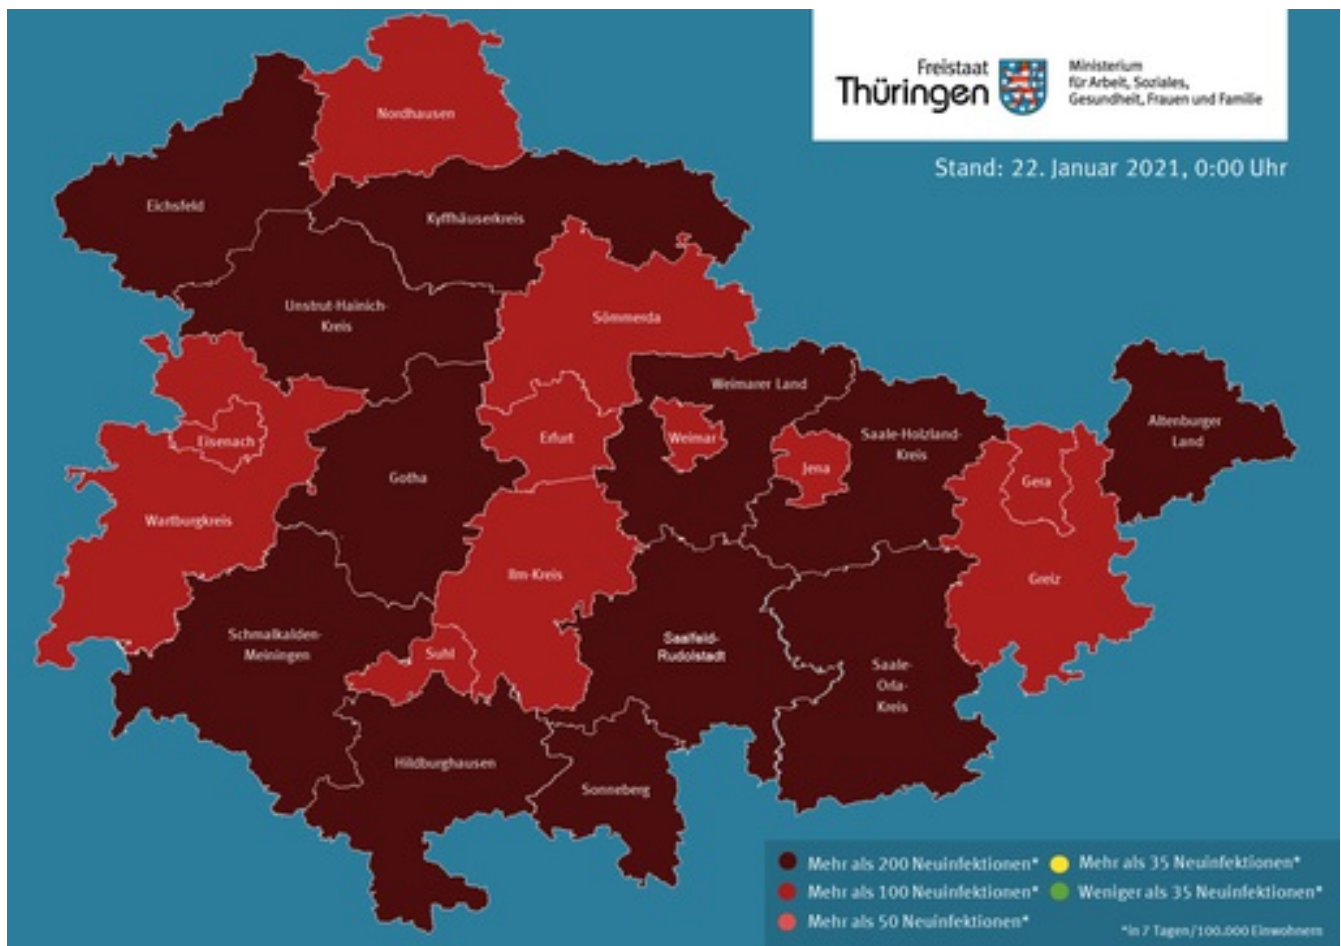 Freistaat
Thüringen
Ministerium
für Arbeit, Soziales,
Gesundheit, Frauen und Familie
Stand: 22. Januar 2021, 0:00 Uhr
Nordhausen
Eichsfeld
Kyffhäuserkreis
Unstrut-Hainich-
Kreis
Sömmerda
Weimarer Land
Eisenach
Erfurt
Weimar
Jena
Saale-Holzland-
Kreis
Altenburger
Land
Gotha
Gera
Wartburgkreis
Ilm-Kreis
Greiz
Schmalkalden-
Meiningen
Suhl
Saalfeld-
Rudolstadt
Saale-
Orla-
Kreis
Hildburghausen
Sonneberg
Mehr als 200 Neuinfektionen*
Mehr als 100 Neuinfektionen*
Mehr als 50 Neuinfektionen*
Mehr als 35 Neuinfektionen*
Weniger als 35 Neuinfektionen*
*in 7 Tagen/100.000 Einwohnern